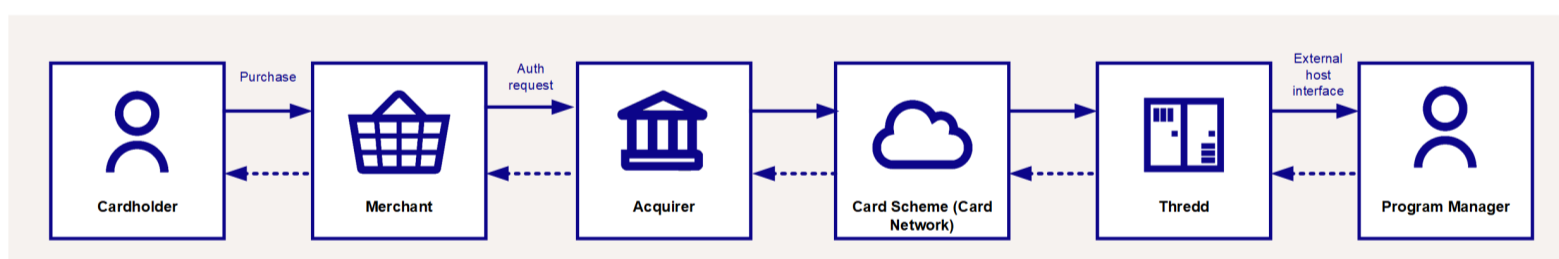 Purchase
Auth
request
External
host
interface
Cardholder
Merchant
Acquirer
Card Scheme (Card
Network)
Thredd
Program Manager